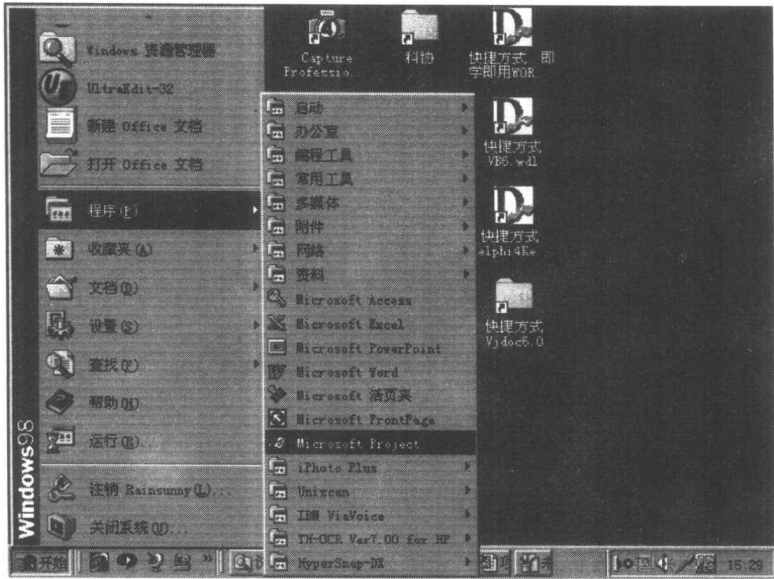 Windows 资源管理器
UltraEdit-32
新建 Office 文档
打开 Office 文档
程序(P)
收藏夹(A)
文档(D)
设置(S)
查找(F)
帮助(H)
运行(R)...
注销 Rainsunny(L)...
关闭系统(U)...
Windows98
启动
办公室
编程工具
常用工具
多媒体
附件
网络
资料
Microsoft Access
Microsoft Excel
Microsoft PowerPoint
Microsoft Word
Microsoft 活页夹
Microsoft FrontPage
Microsoft Project
iPhoto Plus
Uniscan
IBM ViaVoice
TH-OCR Ver7.00 for HP
HyperSnap-DX
Capture
Professio...
科协
快捷方式 即
学即用WOR...
快捷方式
VB6.wdl
快捷方式
elphi4Ke...
快捷方式
Vjdoc6.0
开始
15:29